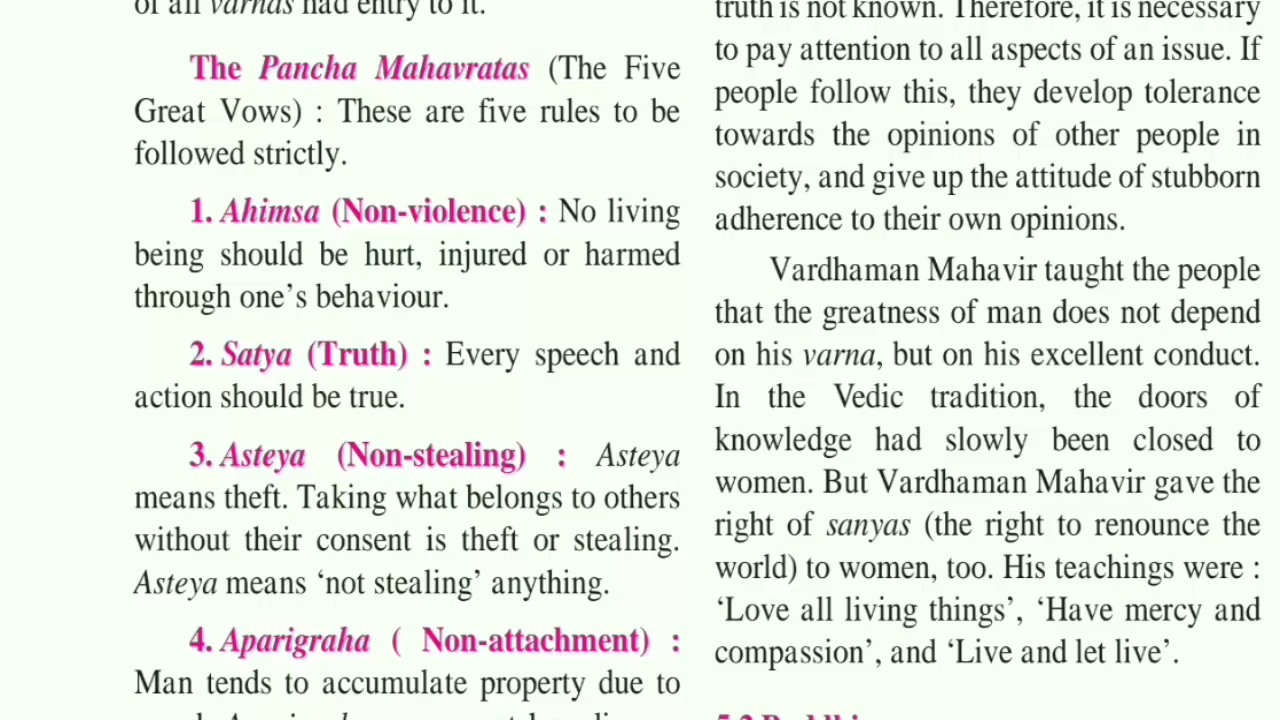 of all varnas had entry to it.
The Pancha Mahavratas (The Five
Great Vows) : These are five rules to be
followed strictly.
1. Ahimsa (Non-violence) : No living
being should be hurt, injured or harmed
through one’s behaviour.
2. Satya (Truth) : Every speech and
action should be true.
3. Asteya (Non-stealing) : Asteya
means theft. Taking what belongs to others
without their consent is theft or stealing.
Asteya means ‘not stealing’ anything.
4. Aparigraha ( Non-attachment) :
Man tends to accumulate property due to
truth is not known. Therefore, it is necessary
to pay attention to all aspects of an issue. If
people follow this, they develop tolerance
towards the opinions of other people in
society, and give up the attitude of stubborn
adherence to their own opinions.
Vardhaman Mahavir taught the people
that the greatness of man does not depend
on his varna, but on his excellent conduct.
In the Vedic tradition, the doors of
knowledge had slowly been closed to
women. But Vardhaman Mahavir gave the
right of sanyas (the right to renounce the
world) to women, too. His teachings were :
‘Love all living things’, ‘Have mercy and
compassion’, and ‘Live and let live’.